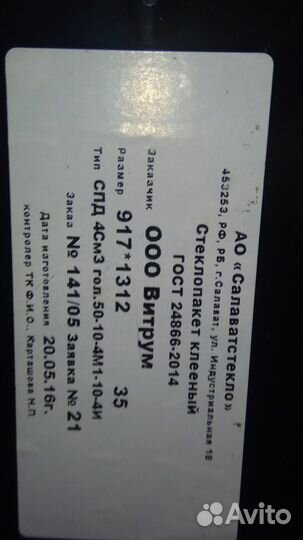 АО «Салаватстекло»
453253, РФ, РБ, г.Салават, ул. Индустриальная 18
Стеклопакет клееный
ГОСТ 24866-2014
Заказчик ООО Витрум
Размер 917*1312 35
Тип СПД 4СМ3 гол.50-10-4М1-10-4И
Заказ № 141/05 Заявка № 21
Дата изготовления 20.05.16г.
контролер ТК Ф.И.О., Карташова Н.П.
Avito